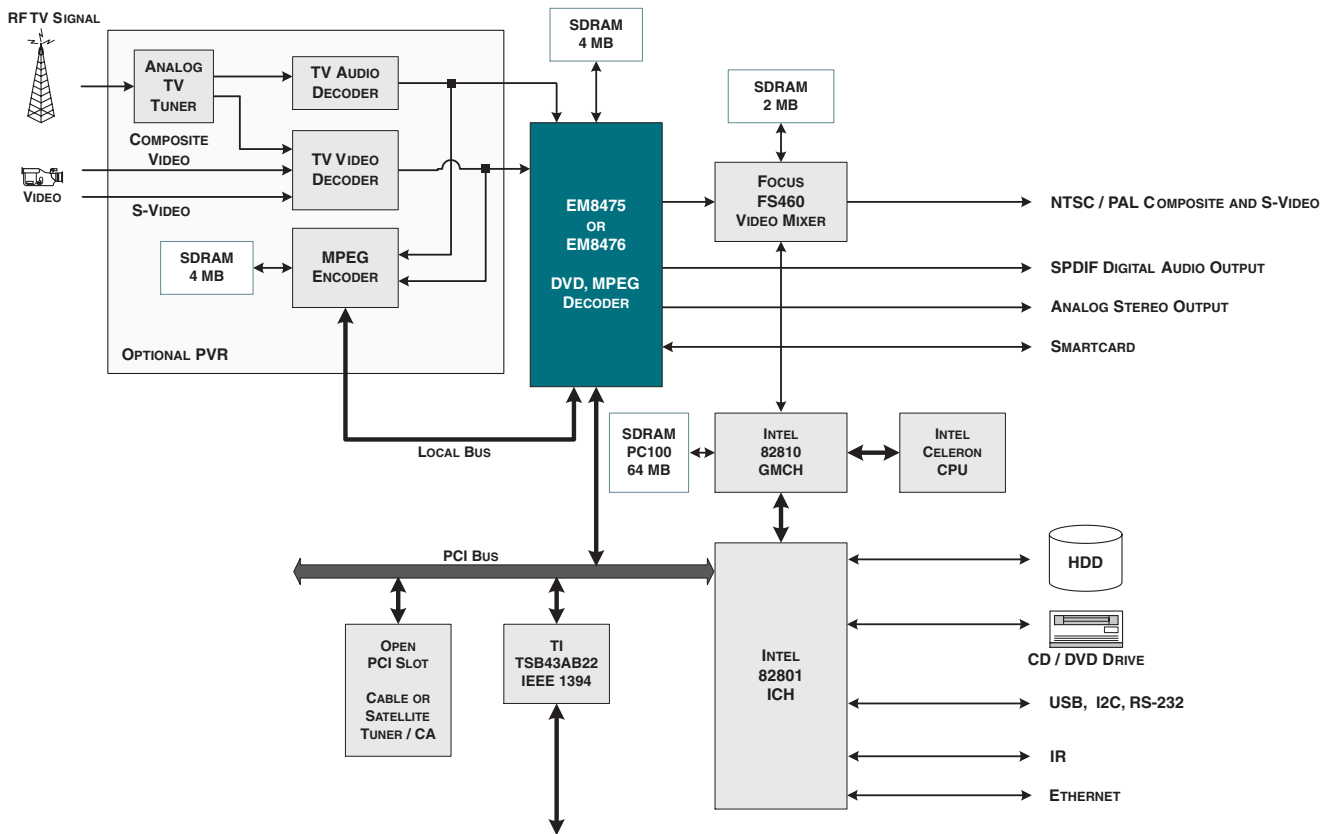 RF TV SIGNAL
ANALOG
TV
TUNER
TV AUDIO
DECODER
COMPOSITE
VIDEO
TV VIDEO
DECODER
VIDEO
S-VIDEO
SDRAM
4 MB
MPEG
ENCODER
OPTIONAL PVR
SDRAM
4 MB
EM8475
OR
EM8476
DVD, MPEG
DECODER
SDRAM
2 MB
FOCUS
FS460
VIDEO MIXER
NTSC / PAL COMPOSITE AND S-VIDEO
SPDIF DIGITAL AUDIO OUTPUT
ANALOG STEREO OUTPUT
SMARTCARD
LOCAL BUS
SDRAM
PC100
64 MB
INTEL
82810
GMCH
INTEL
CELERON
CPU
PCI BUS
OPEN
PCI SLOT
CABLE OR
SATELLITE
TUNER / CA
TI
TSB43AB22
IEEE 1394
INTEL
82801
ICH
HDD
CD / DVD DRIVE
USB, I2C, RS-232
IR
ETHERNET